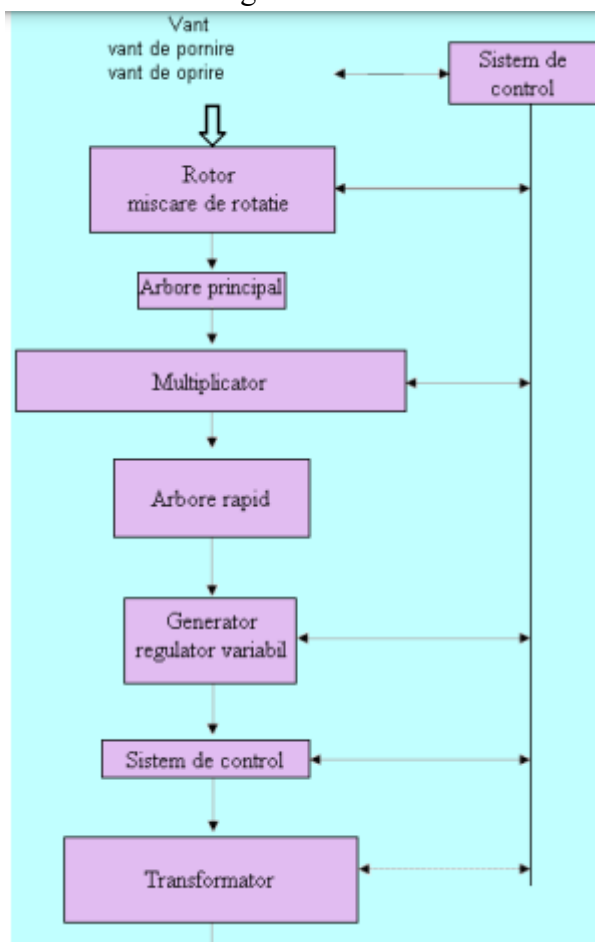 Vant
vant de pornire
vant de oprire
Sistem de
control
Rotor
miscare de rotatie
Arbore principal
Multiplicator
Arbore rapid
Generator
regulator variabil
Sistem de control
Transformator